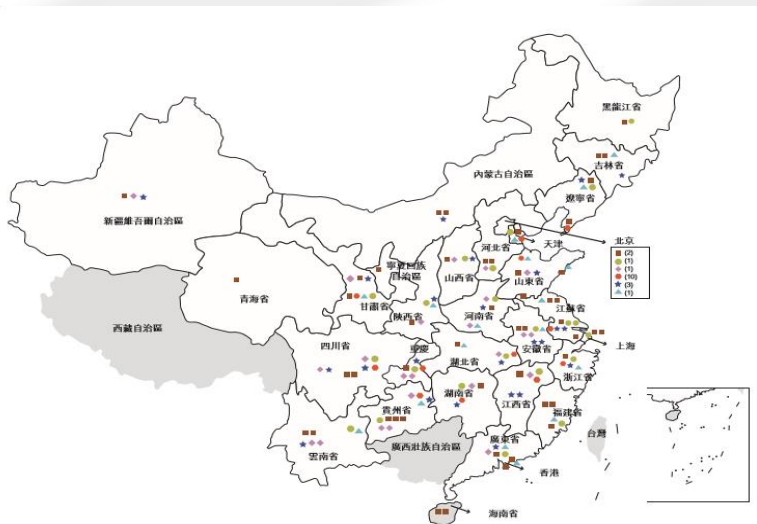 黑龍江省
吉林省
遼寧省
內蒙古自治區
新疆維吾爾自治區
北京
(2)
(1)
(1)
(10)
(3)
(1)
河北省
天津
寧夏回族
自治區
山西省
山東省
青海省
甘肅省
陝西省
河南省
江蘇省
西藏自治區
四川省
重慶
湖北省
安徽省
上海
浙江省
貴州省
湖南省
江西省
福建省
雲南省
廣西壯族自治區
廣東省
台灣
香港
海南省